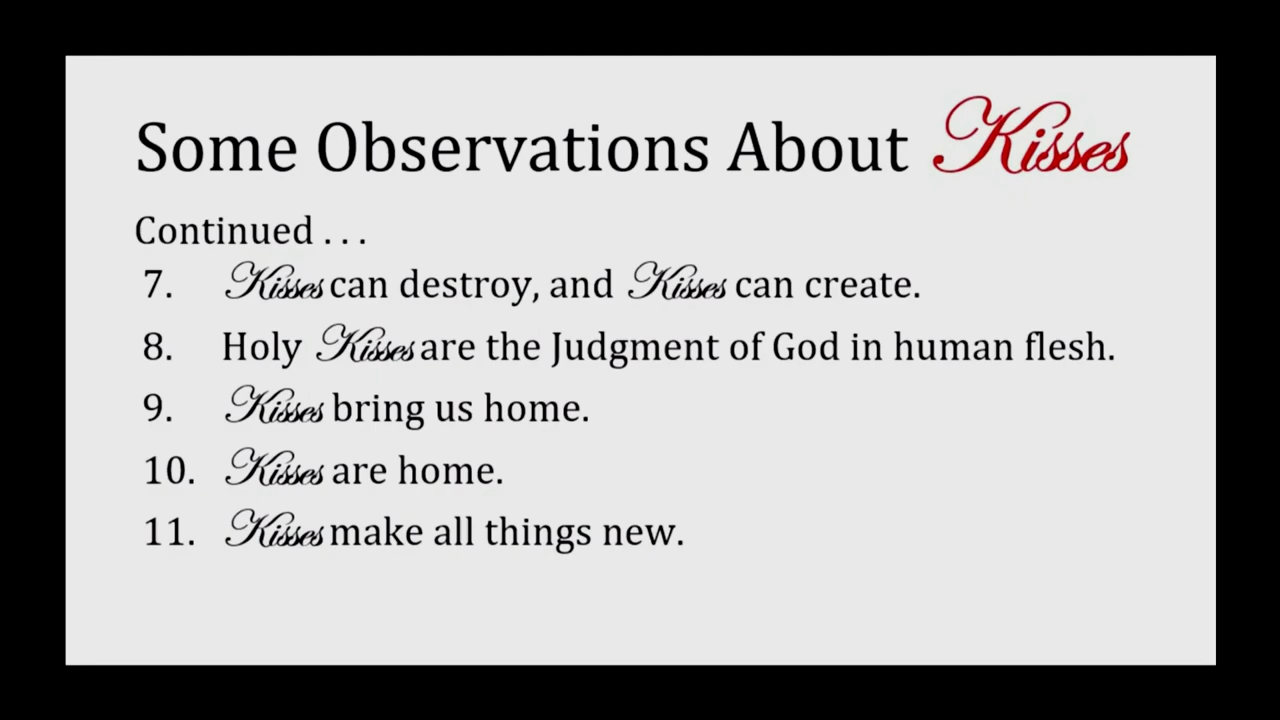 Some Observations About Kisses
Continued . . .
7. Kisses can destroy, and Kisses can create.
8. Holy Kisses are the Judgment of God in human flesh.
9. Kisses bring us home.
10. Kisses are home.
11. Kisses make all things new.